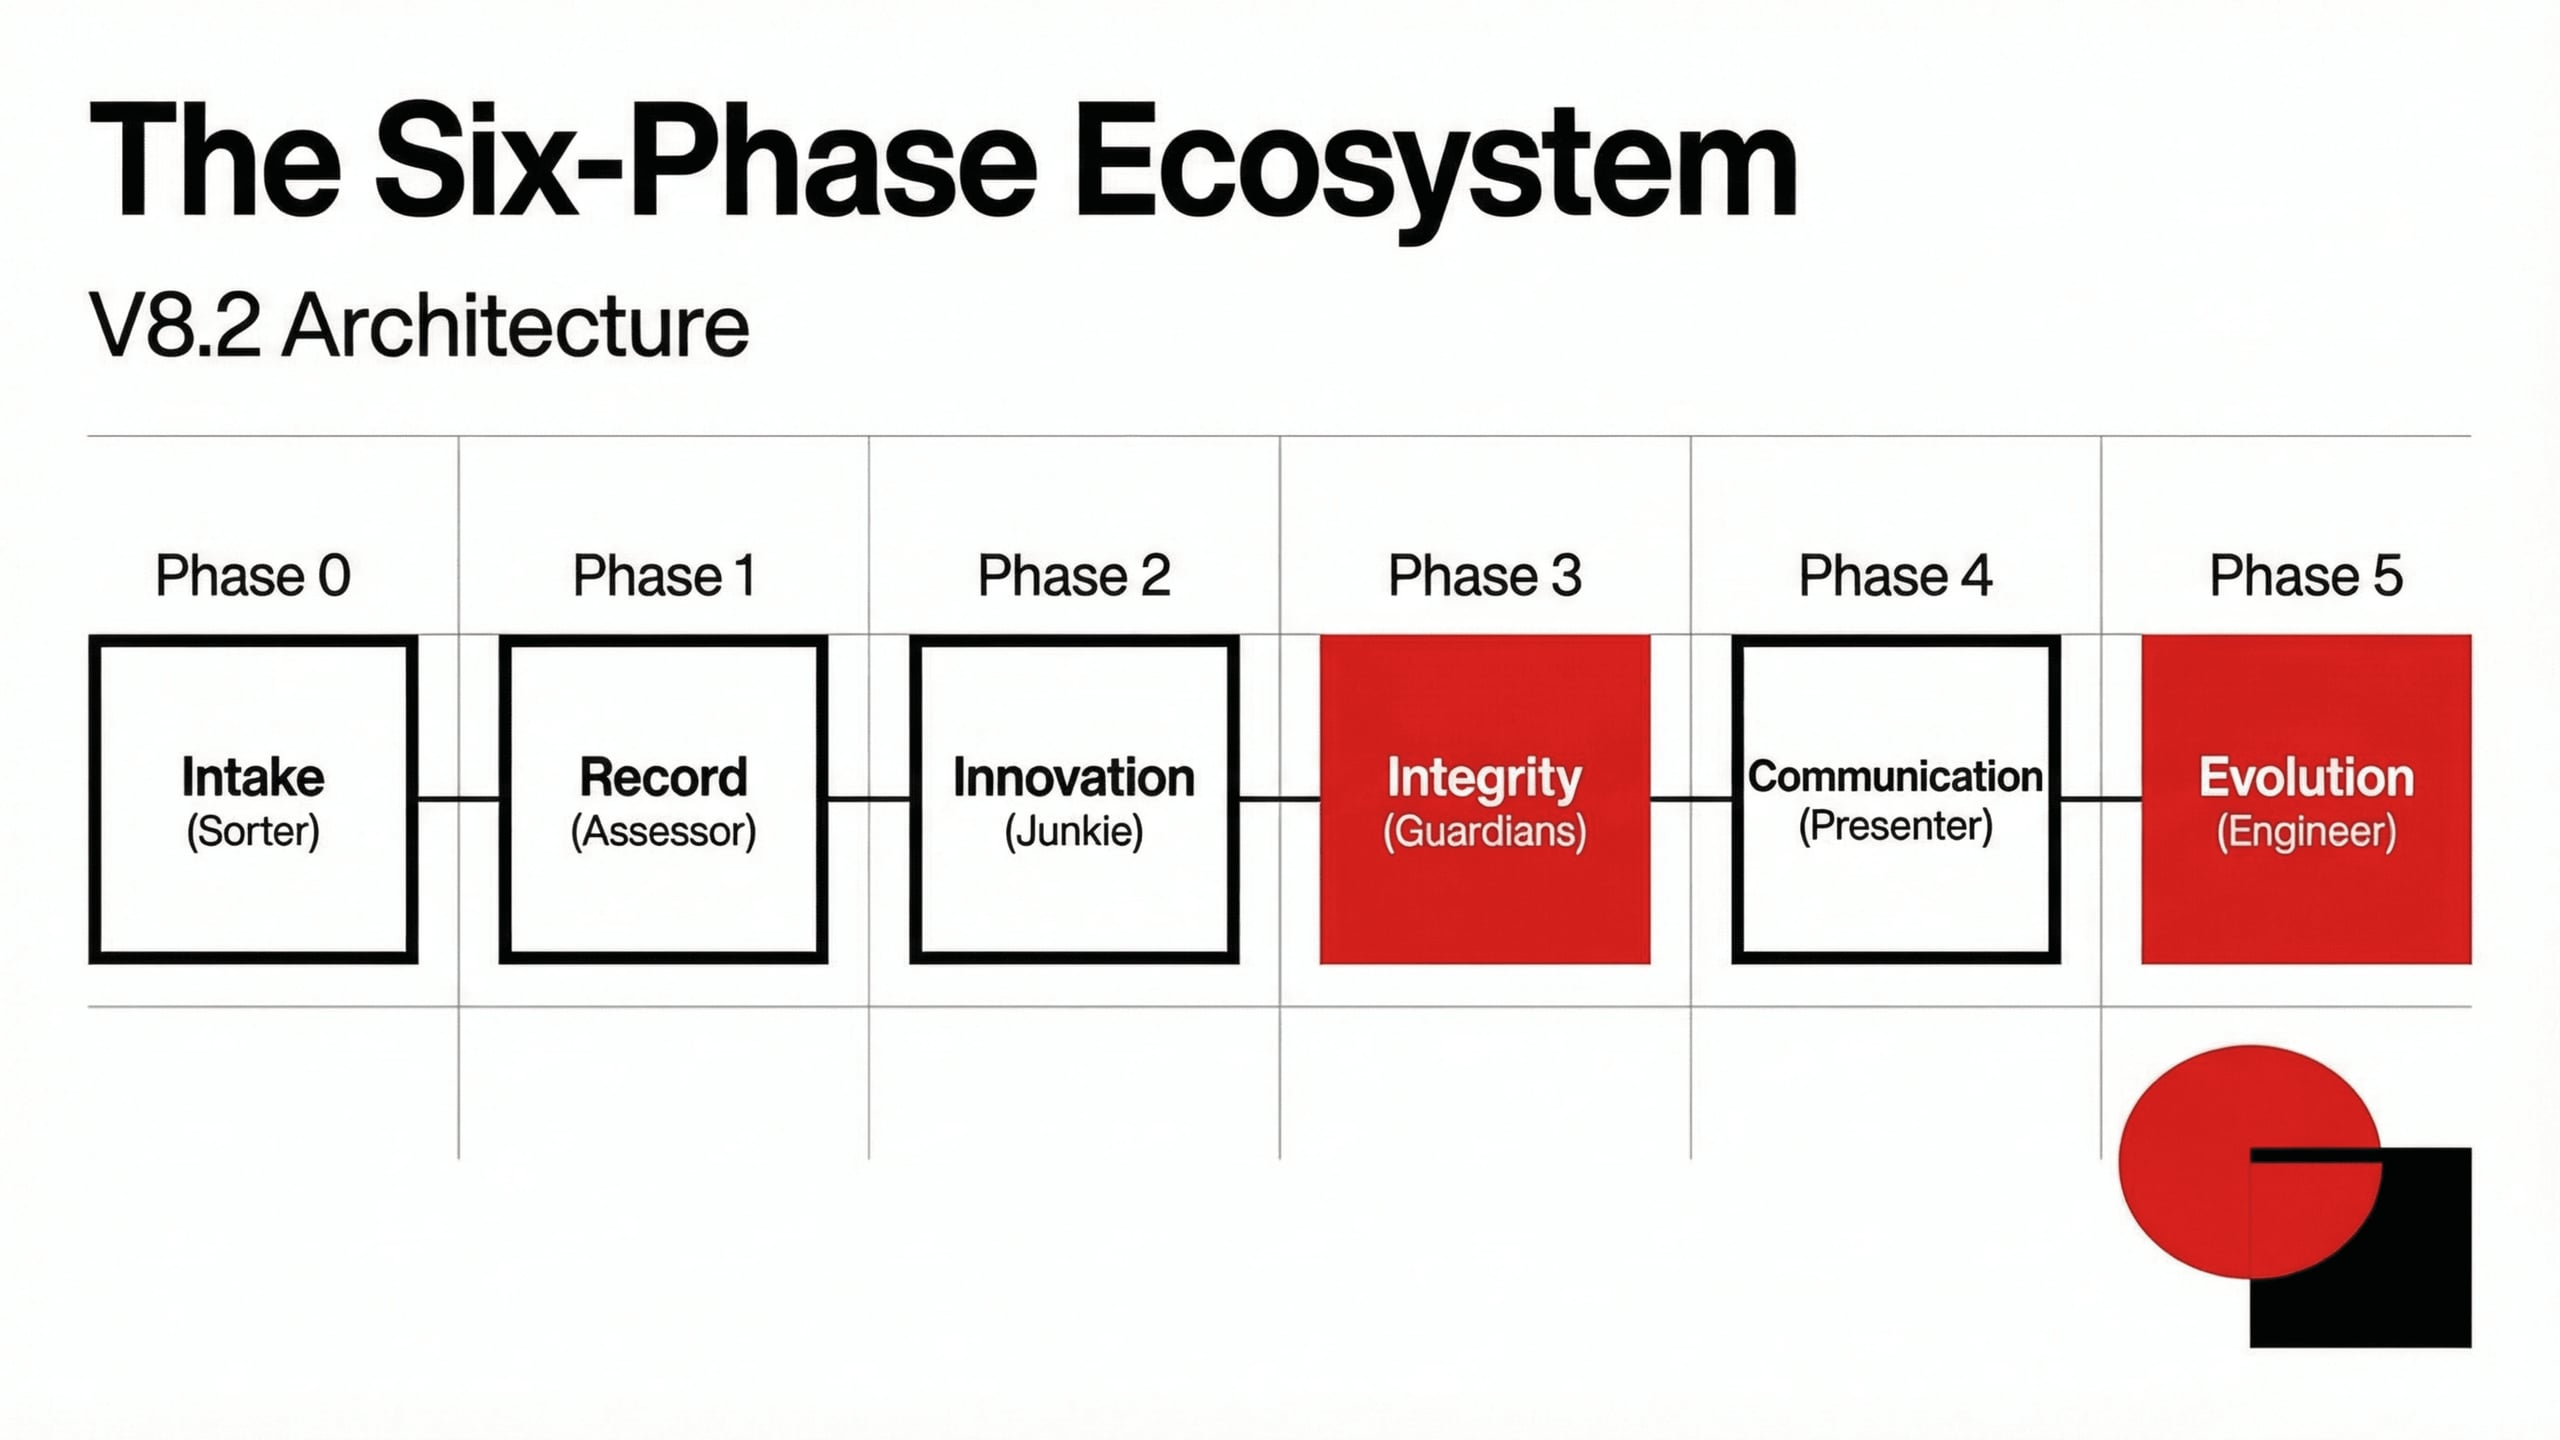 The Six-Phase Ecosystem
V8.2 Architecture
Phase 0
Phase 1
Phase 2
Phase 3
Phase 4
Phase 5
Intake
(Sorter)
Record
(Assessor)
Innovation
(Junkie)
Integrity
(Guardians)
Communication
(Presenter)
Evolution
(Engineer)